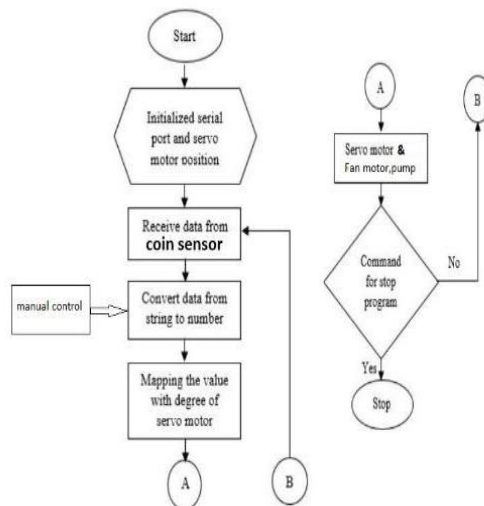 Start
Initialized serial
port and servo
motor position
Receive data from
coin sensor
manual control
Convert data from
string to number
Mapping the value
with degree of
servo motor
A
B
A
B
Servo motor &
Fan motor,pump
Command
for stop
program
No
Yes
Stop